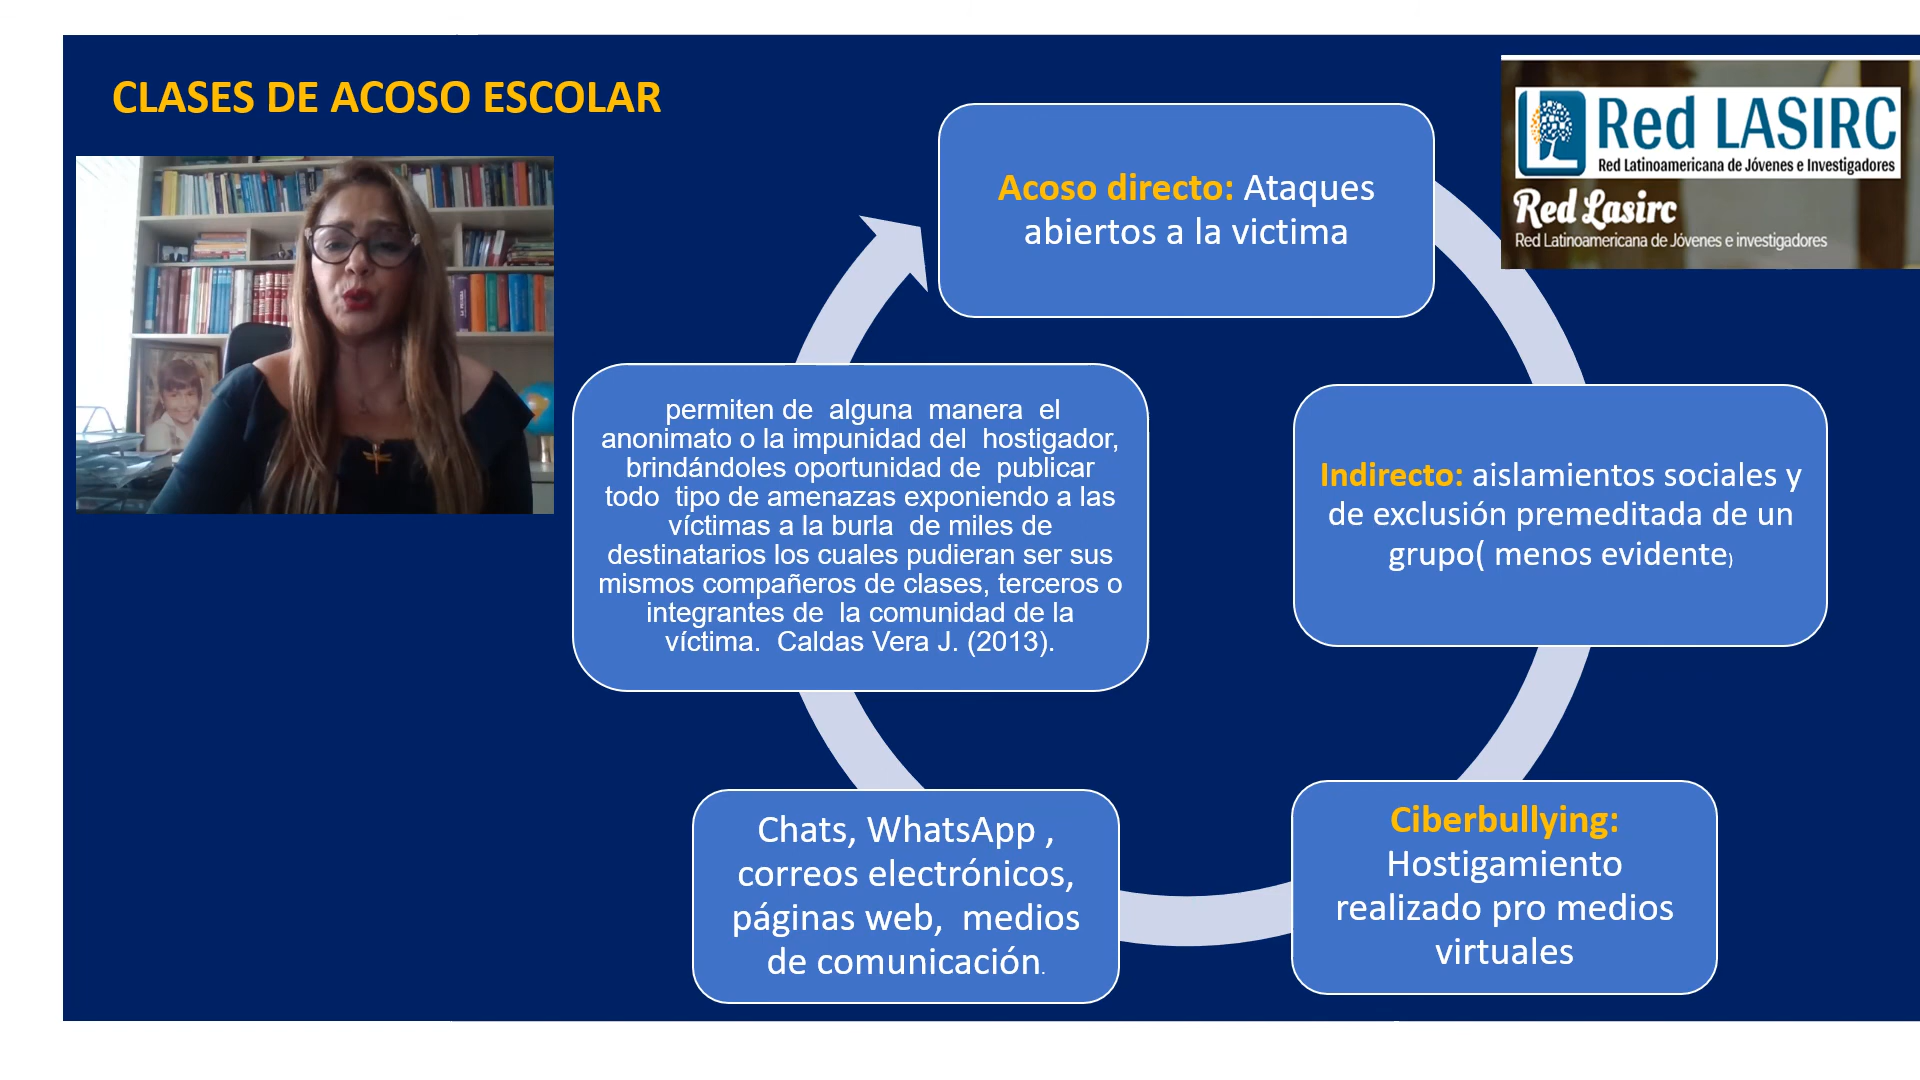 CLASES DE ACOSO ESCOLAR
Red LASIRC
Red Latinoamericana de Jóvenes e Investigadores
Red Lasirc
Red Latinoamericana de Jóvenes e investigadores
Acoso directo: Ataques
abiertos a la victima
Indirecto: aislamientos sociales y
de exclusión premeditada de un
grupo( menos evidente)
Ciberbullying:
Hostigamiento
realizado pro medios
virtuales
Chats, WhatsApp ,
correos electrónicos,
páginas web, medios
de comunicación.
permiten de alguna manera el
anonimato o la impunidad del hostigador,
brindándoles oportunidad de publicar
todo tipo de amenazas exponiendo a las
víctimas a la burla de miles de
destinatarios los cuales pudieran ser sus
mismos compañeros de clases, terceros o
integrantes de la comunidad de la
víctima. Caldas Vera J. (2013).